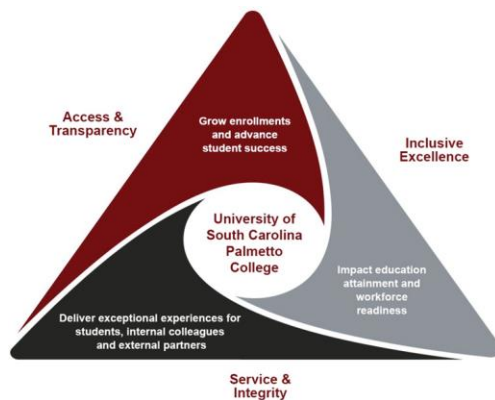 Access &
Transparency
Grow enrollments
and advance
student success
Inclusive
Excellence
University of
South Carolina
Palmetto
College
Impact education
attainment and
workforce
readiness
Deliver exceptional experiences for
students, internal colleagues
and external partners
Service &
Integrity